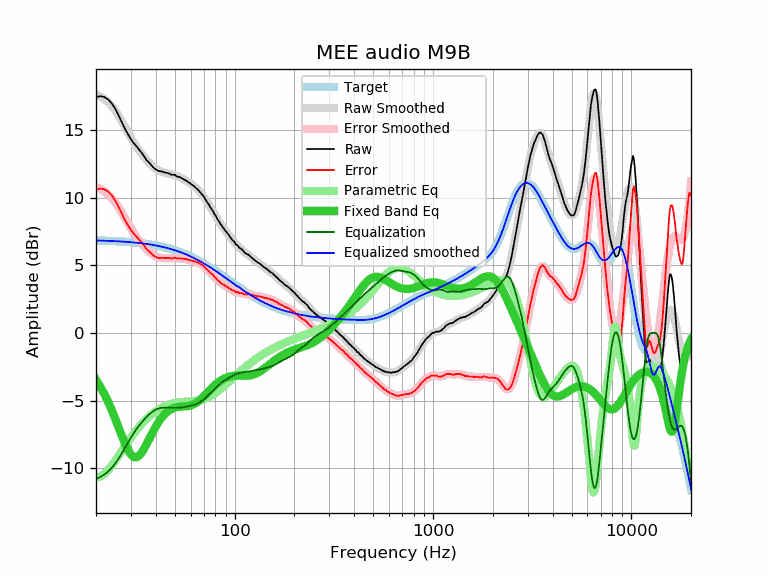 MEE audio M9B
Target
Raw Smoothed
Error Smoothed
Raw
Error
Parametric Eq
Fixed Band Eq
Equalization
Equalized smoothed
Amplitude (dBr)
15
10
5
0
−5
−10
100
1000
10000
Frequency (Hz)